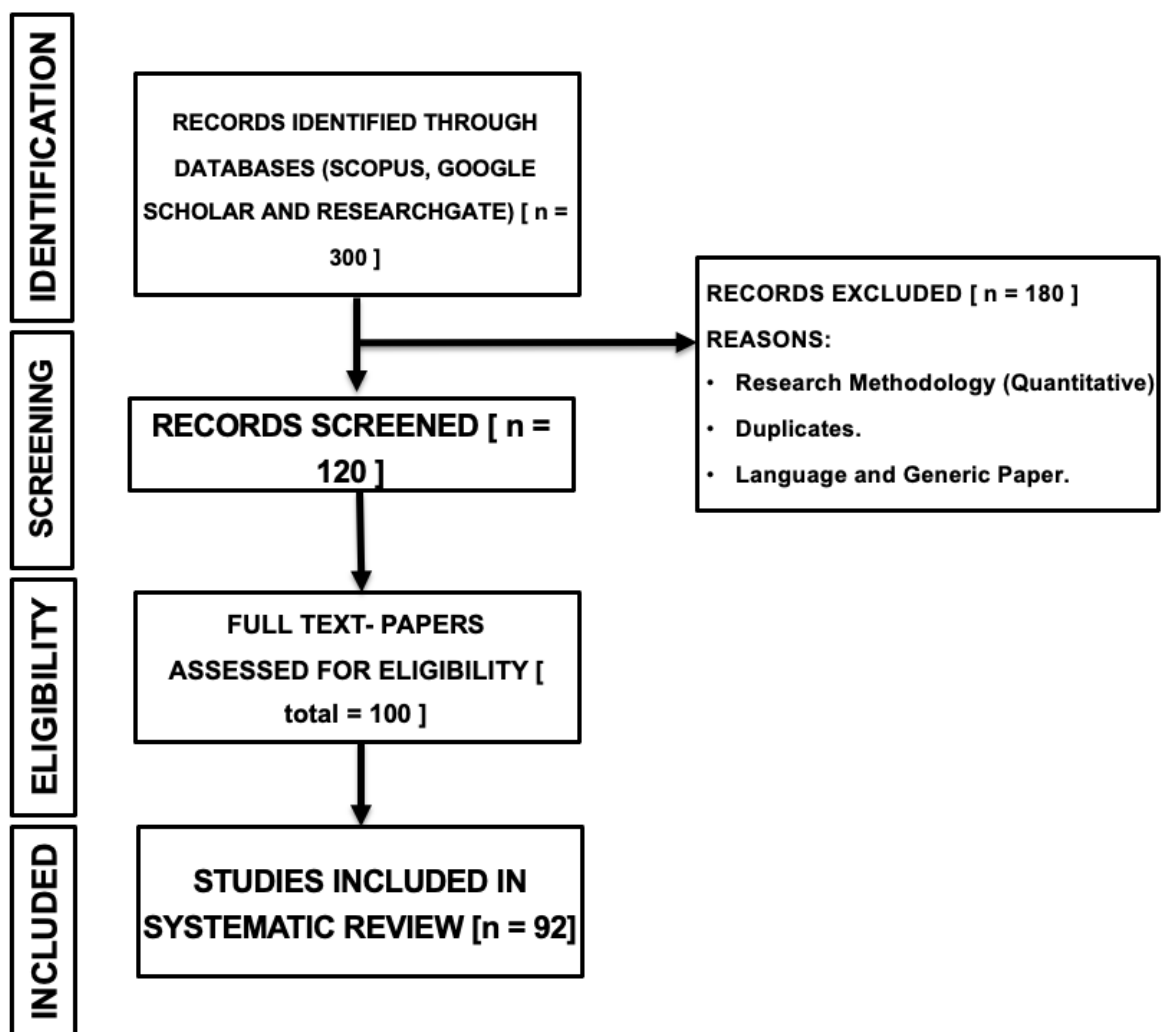 IDENTIFICATION
RECORDS IDENTIFIED THROUGH
DATABASES (SCOPUS, GOOGLE
SCHOLAR AND RESEARCHGATE) [ n =
300 ]
RECORDS EXCLUDED [ n = 180 ]
REASONS:
• Research Methodology (Quantitative)
• Duplicates.
• Language and Generic Paper.
SCREENING
RECORDS SCREENED [ n =
120 ]
ELIGIBILITY
FULL TEXT- PAPERS
ASSESSED FOR ELIGIBILITY [
total = 100 ]
INCLUDED
STUDIES INCLUDED IN
SYSTEMATIC REVIEW [n = 92]